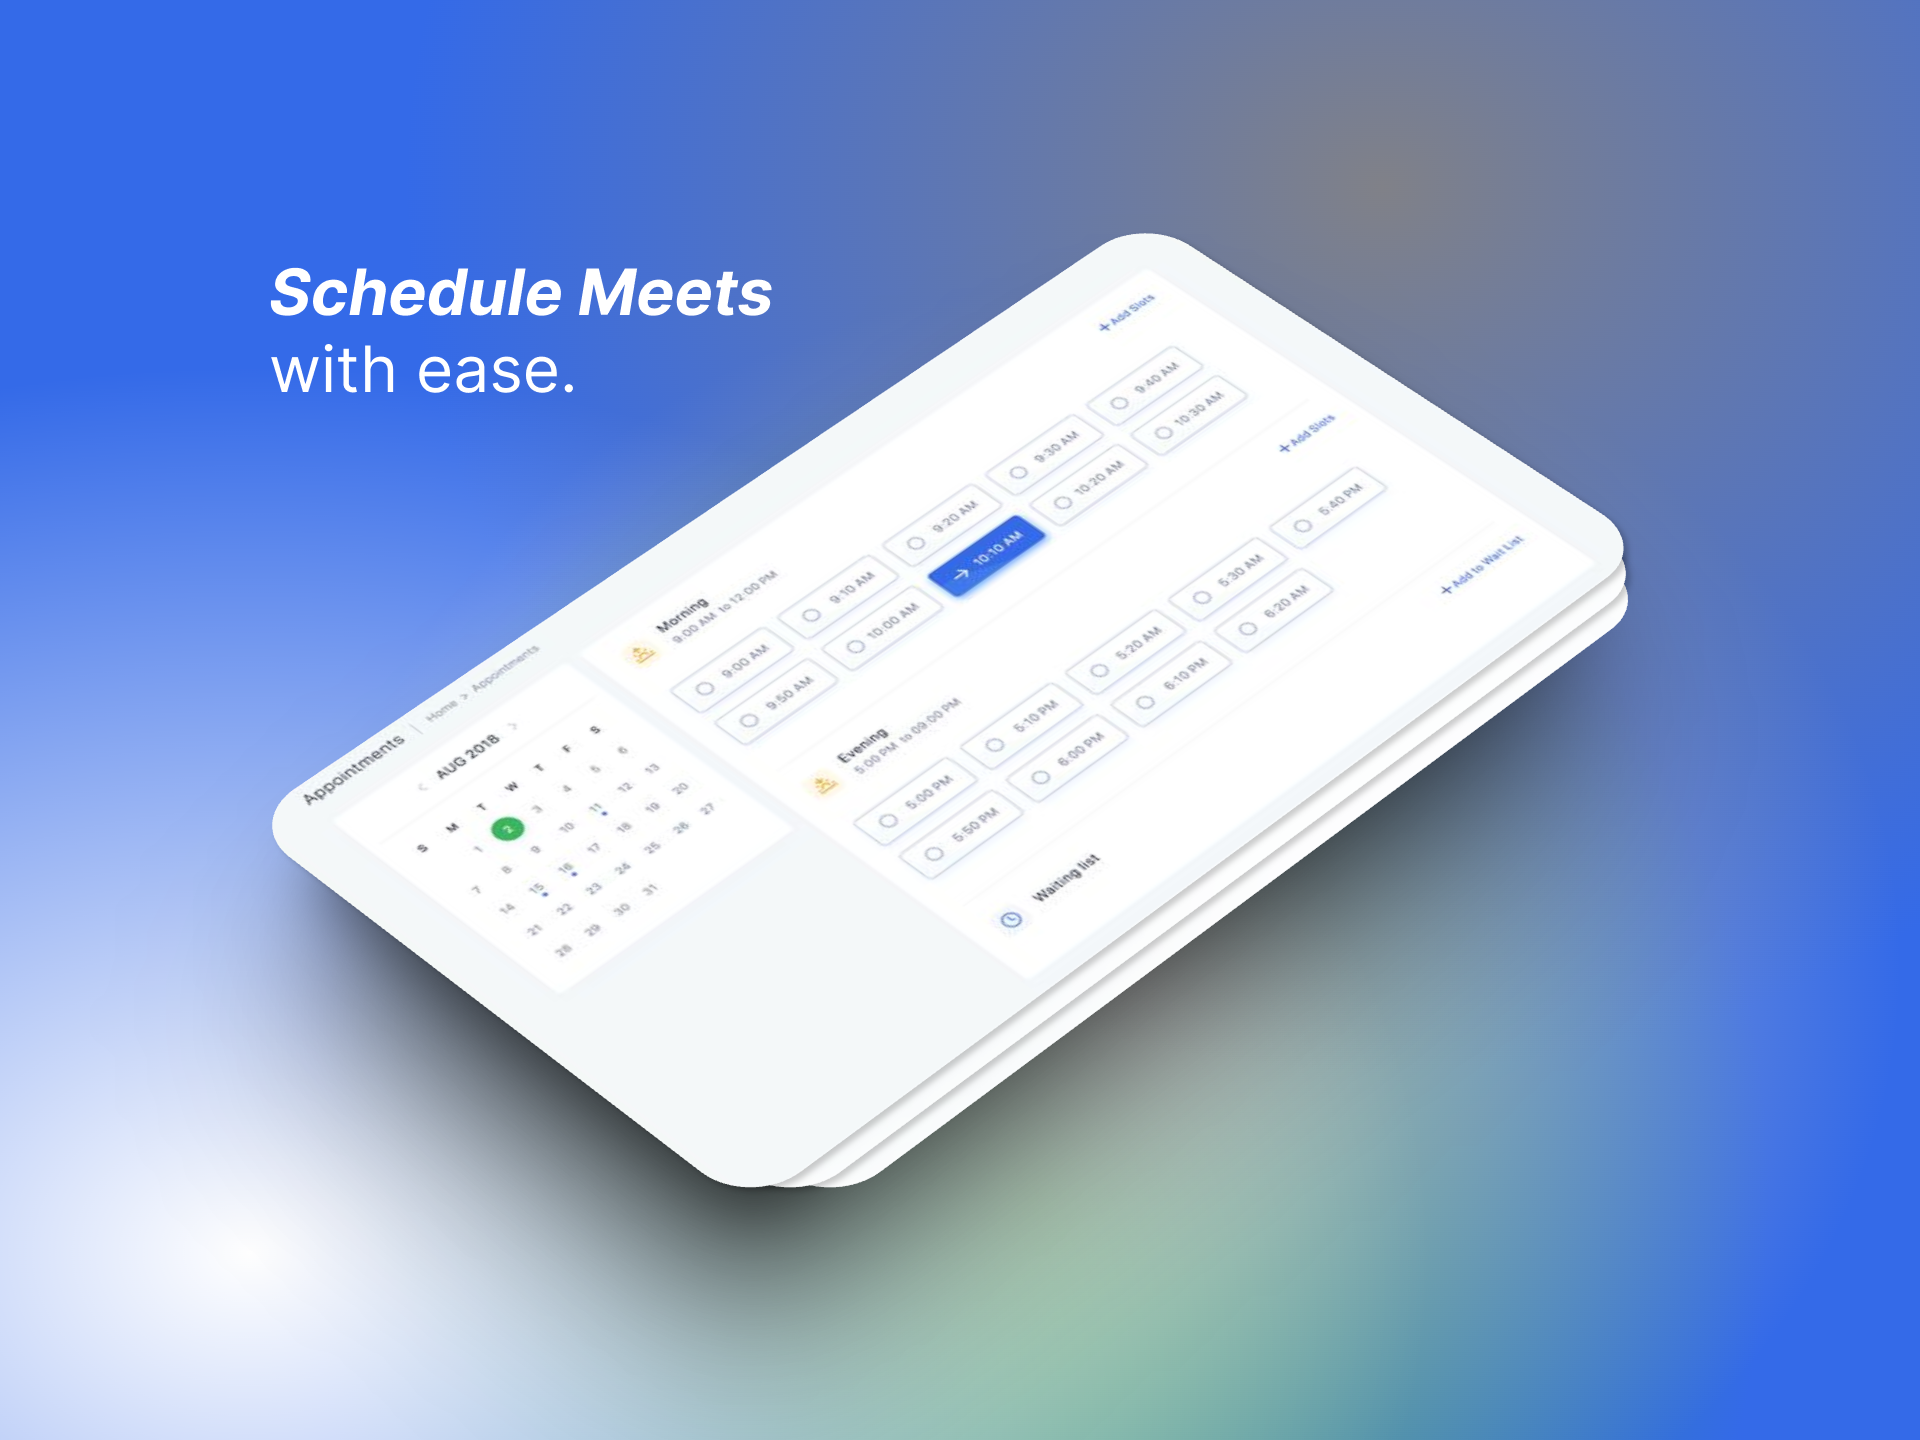 Schedule Meets
with ease.
Appointments | Home > Appointments
< AUG 2018 >
S M T W T F S
1 2 3 4 5 6
7 8 9 10 11 12 13
14 15 16 17 18 19 20
21 22 23 24 25 26 27
28 29 30 31
Morning
9:00 AM to 12:00 PM
+ Add Slots
9:00 AM 9:10 AM 9:20 AM 9:30 AM 9:40 AM
9:50 AM 10:00 AM → 10:10 AM 10:20 AM 10:30 AM
Evening
5:00 PM to 09:00 PM
+ Add Slots
5:00 PM 5:10 PM 5:20 AM 5:30 AM 5:40 PM
5:50 PM 6:00 PM 6:10 PM 6:20 AM
Waiting list
+ Add to Wait List